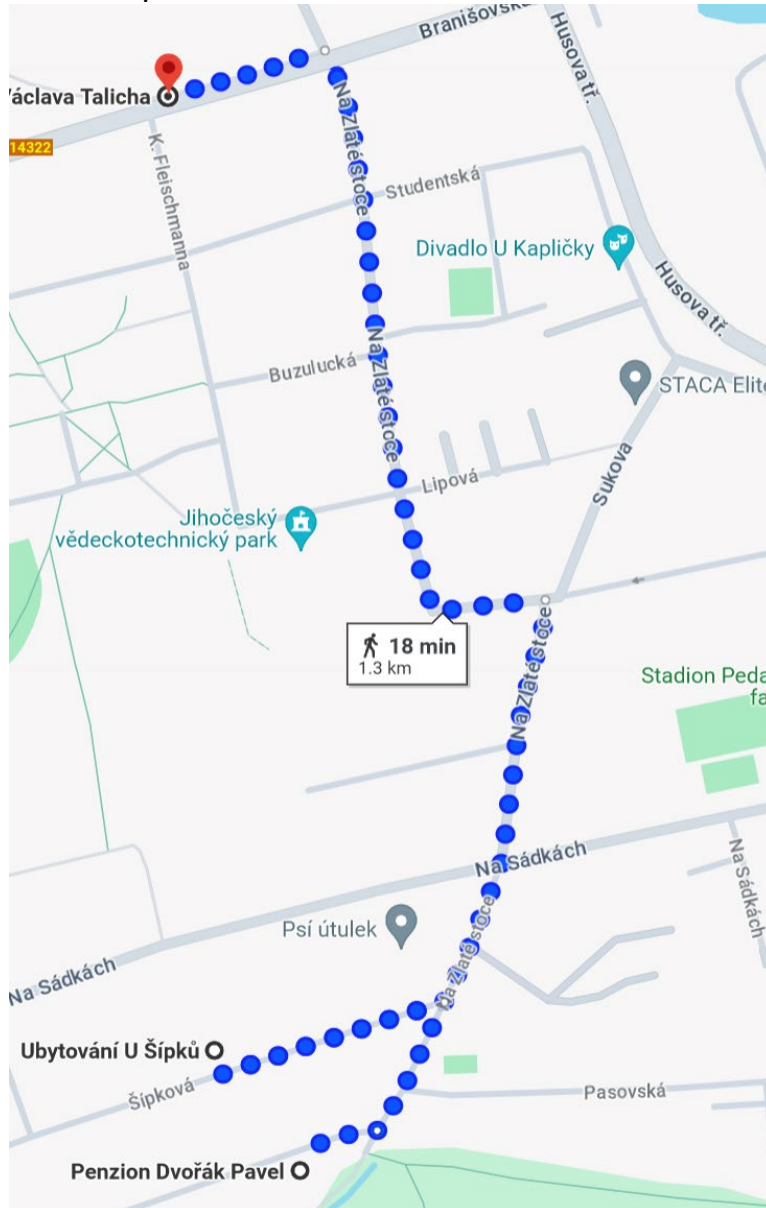 Branišovská
Husova tř.
Václava Talicha
14322
K. Fleischmanna
Na Zlaté stoce
Studentská
Divadlo U Kapličky
Husova tř.
Buzulucká
Na Zlaté stoce
STACA Elite
Lipová
Sukova
Jihočeský
vědeckotechnický park
18 min
1.3 km
Na Zlaté stoce
Stadion Peda
fa
Na Sádkách
Na Sádkách
Psí útulek
Na Zlaté stoce
Na Sádkách
Ubytování U Šípků
Šípková
Pasovská
Penzion Dvořák Pavel